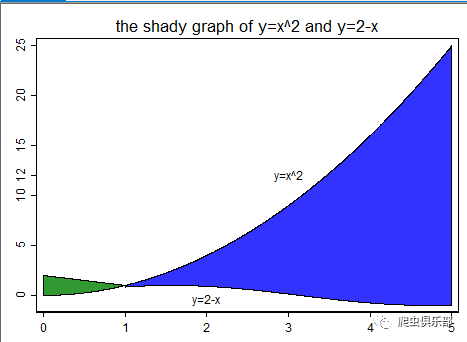 the shady graph of y=x^2 and y=2-x
25
20
15
12
10
5
0
y=x^2
y=2-x
0 1 2 3 4 5
爬虫俱乐部